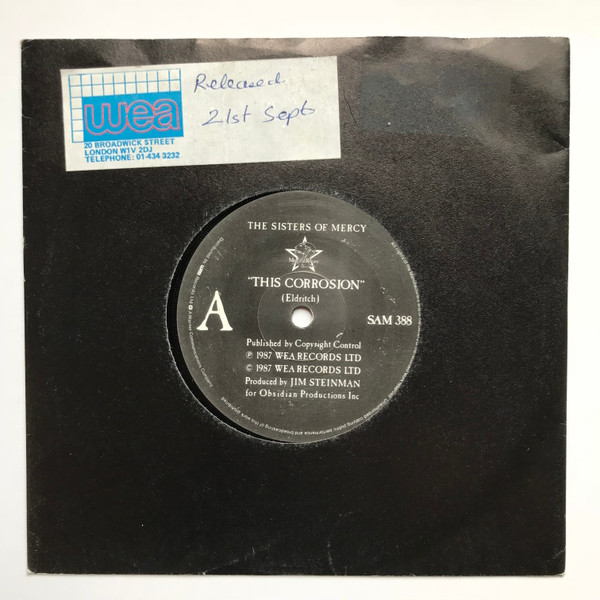 wea
20 BROADWICK STREET
LONDON W1V 2DJ
TELEPHONE: 01-434 3232
Released
21st Sept
THE SISTERS OF MERCY
"THIS CORROSION"
(Eldritch)
A
SAM 388
Published by Copyright Control
℗ 1987 WEA RECORDS LTD
© 1987 WEA RECORDS LTD
Produced by JIM STEINMAN
for Obsidian Productions Inc